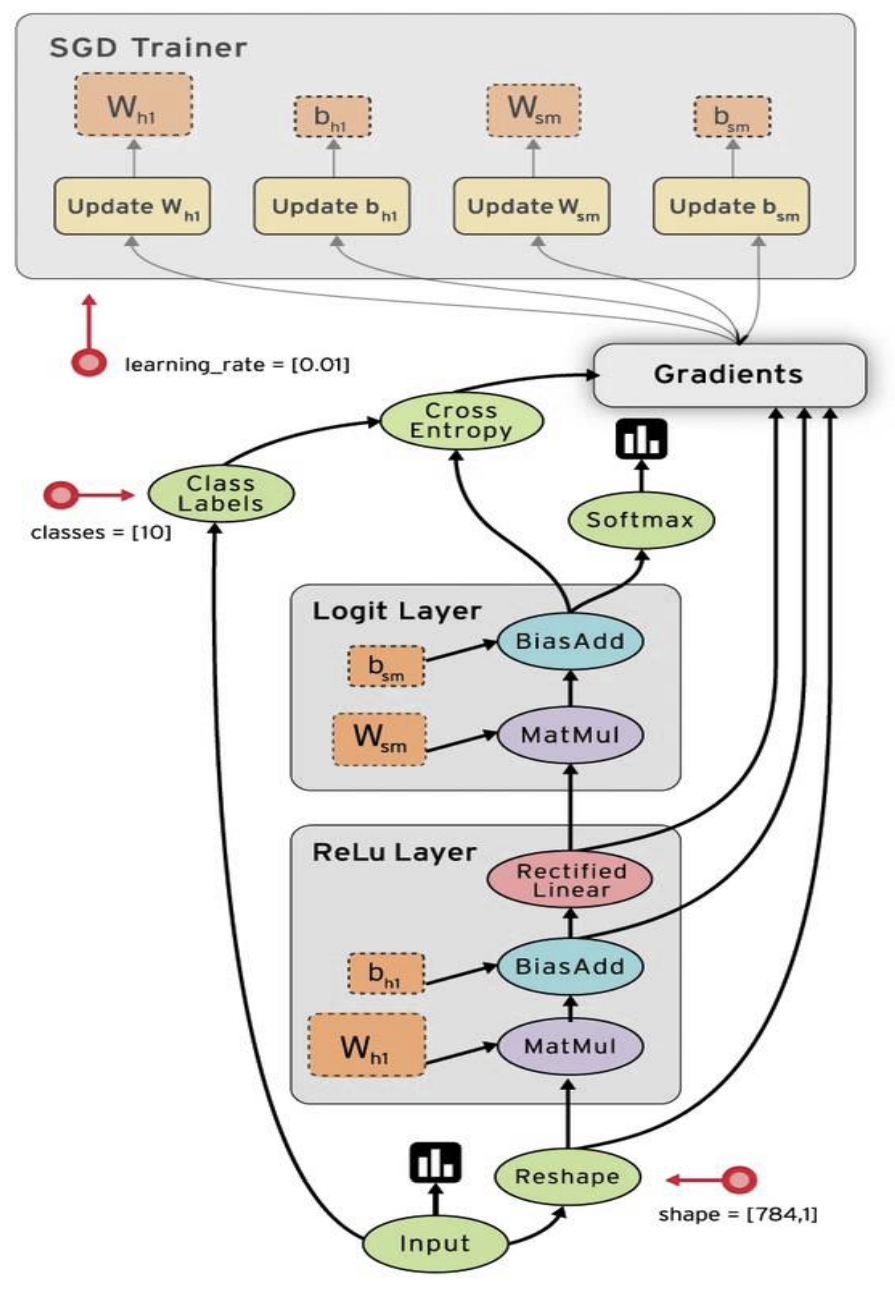 SGD Trainer
Wh1
bh1
Wsm
bsm
Update Wh1
Update bh1
Update Wsm
Update bsm
learning_rate = [0.01]
Gradients
Cross
Entropy
Class
Labels
classes = [10]
Softmax
Logit Layer
BiasAdd
bsm
Wsm
MatMul
ReLu Layer
Rectified
Linear
BiasAdd
bh1
Wh1
MatMul
Reshape
shape = [784,1]
Input